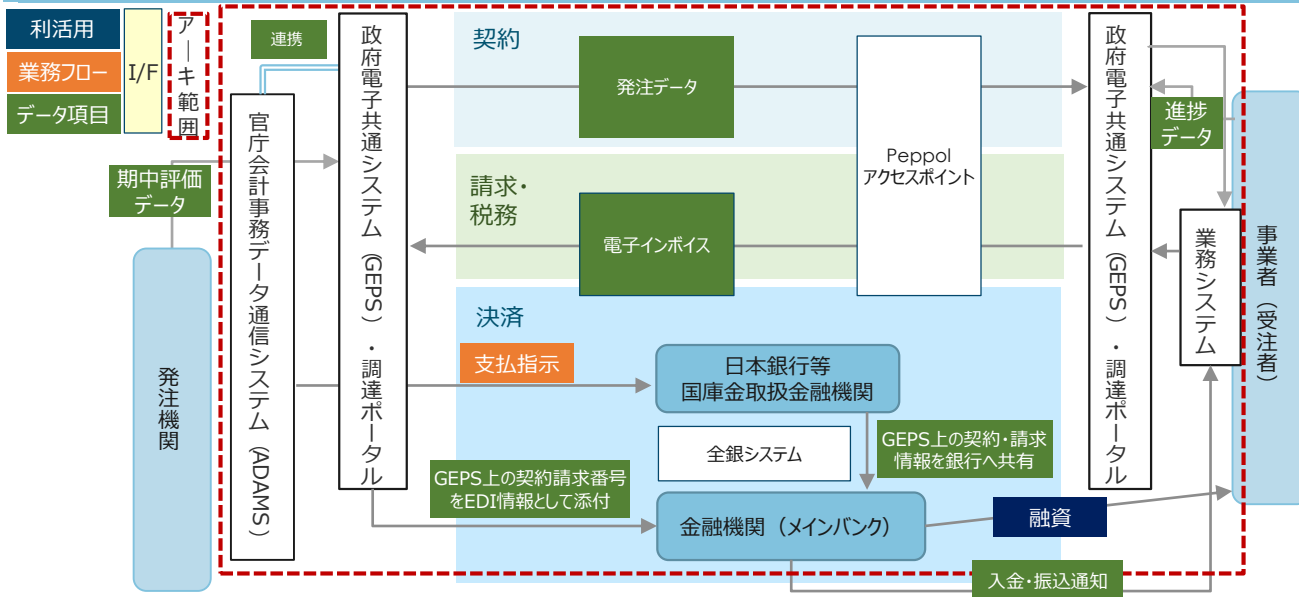 利活用
業務フロー
データ項目
I/F
アーキ範囲
連携
期中評価
データ
発注機関
官庁会計事務データ通信システム(ADAMS)
政府電子共通システム(GEPS)・調達ポータル
契約
発注データ
Peppol
アクセスポイント
請求・
税務
電子インボイス
決済
支払指示
日本銀行等
国庫金取扱金融機関
全銀システム
GEPS上の契約・請求
情報を銀行へ共有
GEPS上の契約請求番号
をEDI情報として添付
金融機関（メインバンク）
融資
入金・振込通知
政府電子共通システム(GEPS)・調達ポータル
進捗
データ
業務システム
事業者（受注者）